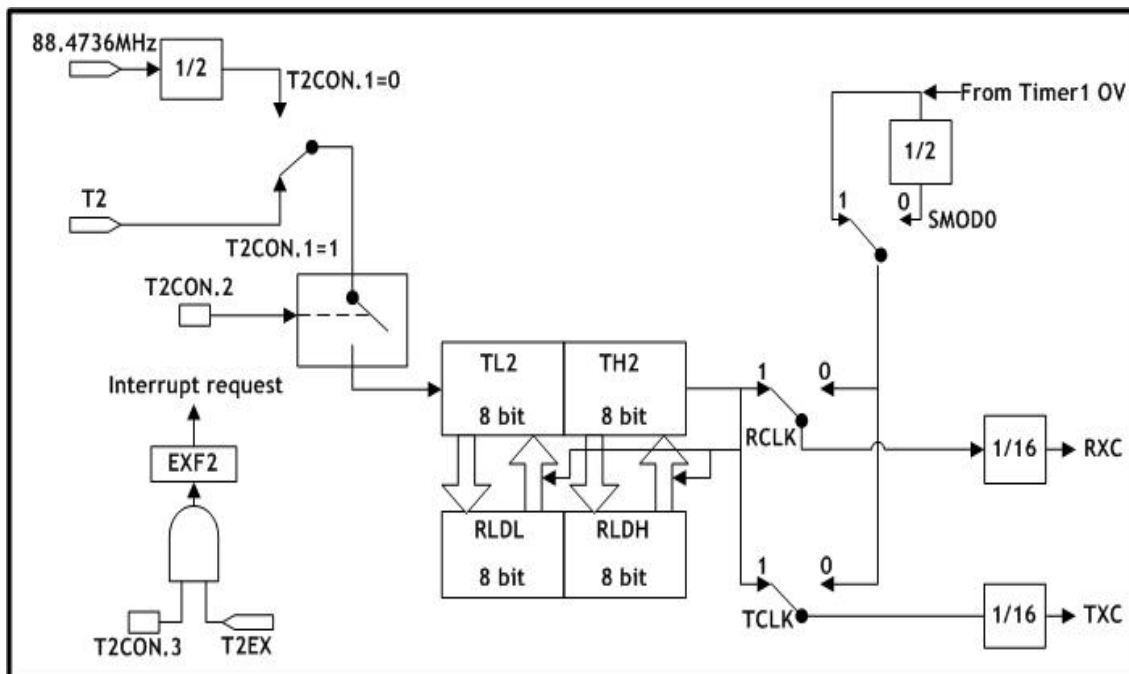 88.4736MHz
1/2
T2CON.1=0
From Timer1 OV
1/2
T2
1
0
SMOD0
T2CON.1=1
T2CON.2
TL2
TH2
8 bit
8 bit
1
0
RCLK
1/16
RXC
Interrupt request
EXF2
RLDL
RLDH
8 bit
8 bit
1
0
TCLK
1/16
TXC
T2CON.3
T2EX